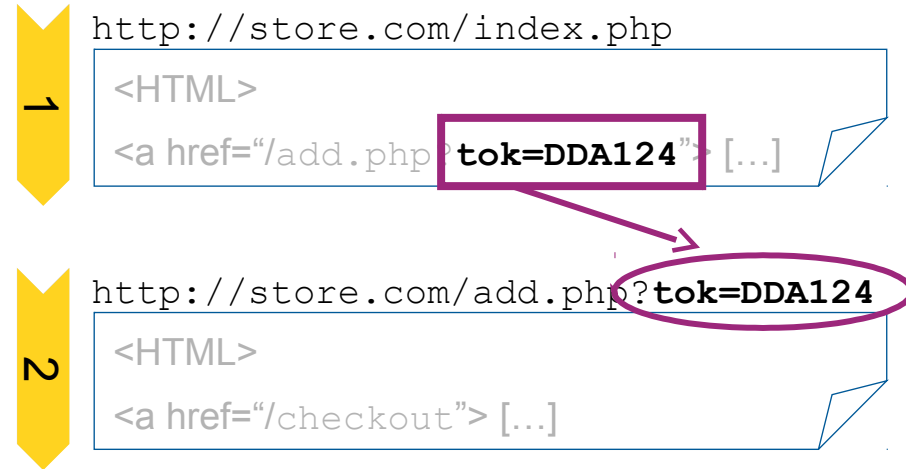 1
http://store.com/index.php
<HTML>
<a href=“/add.php?tok=DDA124”> […]
2
http://store.com/add.php?tok=DDA124
<HTML>
<a href=“/checkout”> […]